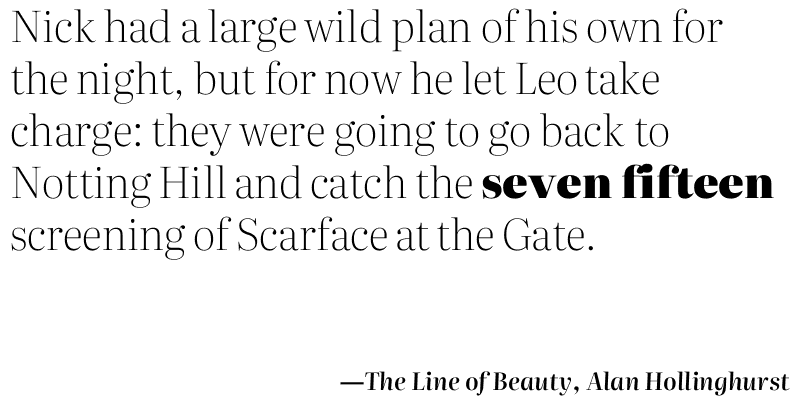 Nick had a large wild plan of his own for
the night, but for now he let Leo take
charge: they were going to go back to
Notting Hill and catch the seven fifteen
screening of Scarface at the Gate.
—The Line of Beauty, Alan Hollinghurst